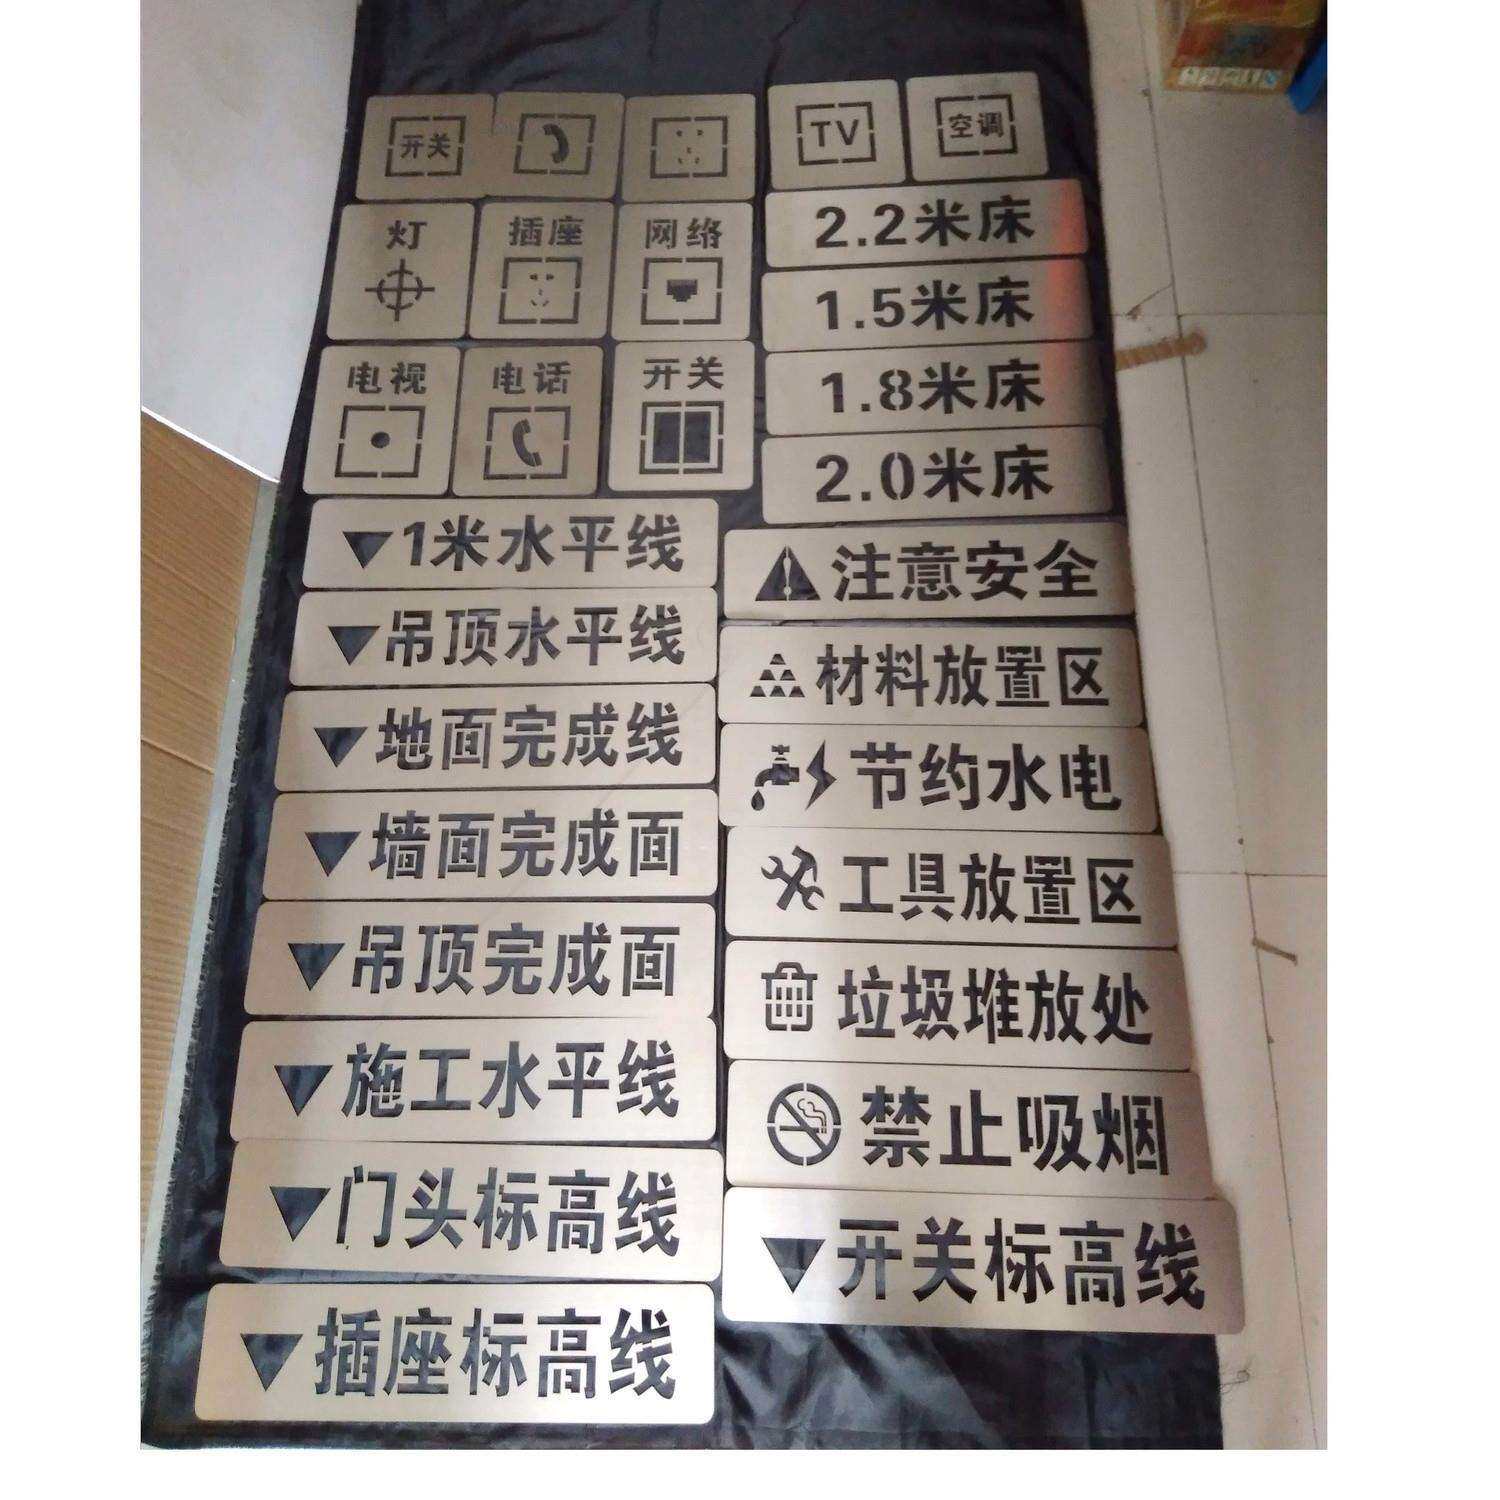 开关
TV
空调
灯
插座
网络
2.2米床
1.5米床
电视
电话
开关
1.8米床
2.0米床
1米水平线
吊顶水平线
地面完成线
墙面完成面
吊顶完成面
施工水平线
门头标高线
插座标高线
注意安全
材料放置区
节约水电
工具放置区
垃圾堆放处
禁止吸烟
开关标高线